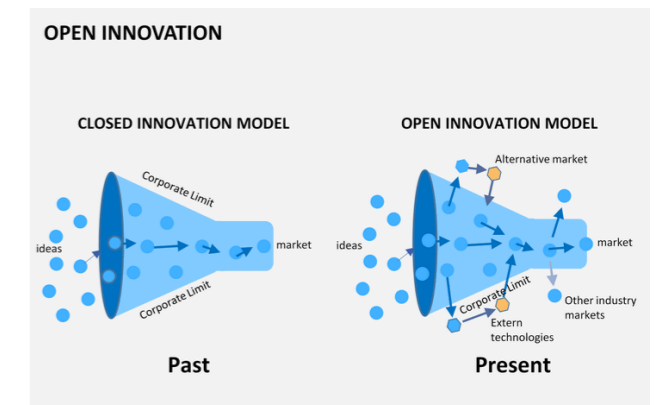 OPEN INNOVATION
CLOSED INNOVATION MODEL
Corporate Limit
ideas
market
Corporate Limit
Past
OPEN INNOVATION MODEL
Alternative market
ideas
market
Corporate Limit
Other industry
markets
Extern
technologies
Present